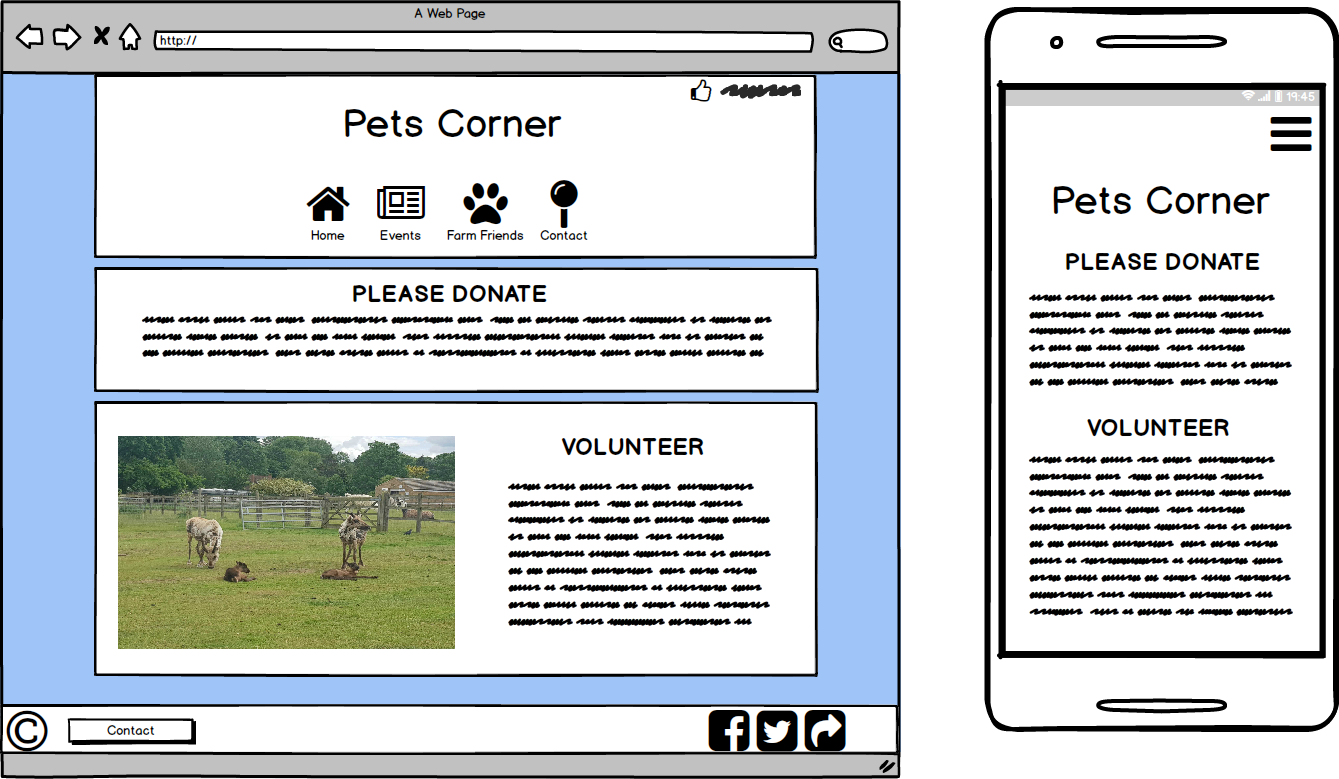 A Web Page
http://
Pets Corner
Home Events Farm Friends Contact
PLEASE DONATE
VOLUNTEER
© Contact
19:45
Pets Corner
PLEASE DONATE
VOLUNTEER